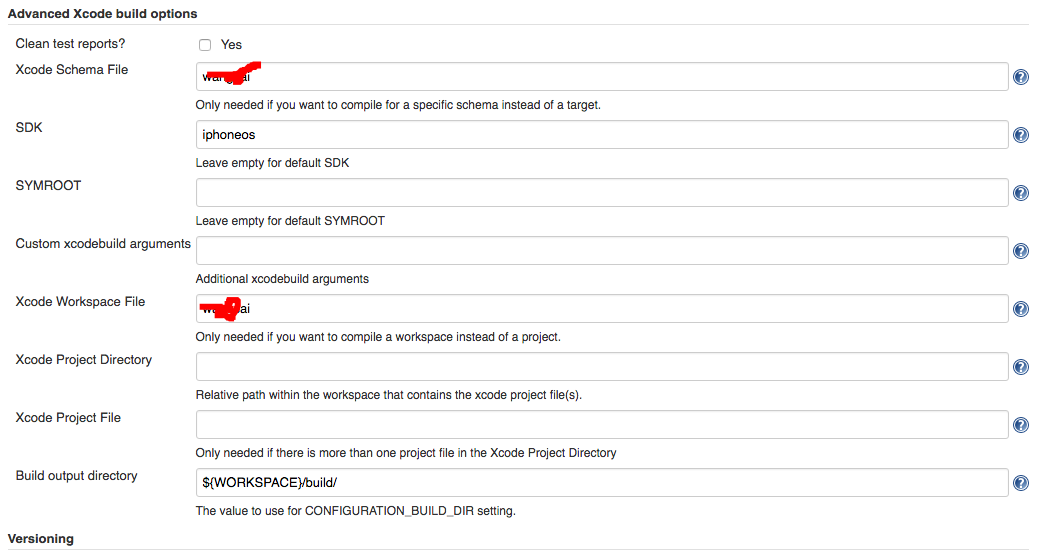 Advanced Xcode build options
Clean test reports? Yes
Xcode Schema File
Only needed if you want to compile for a specific schema instead of a target.
SDK iphoneos
Leave empty for default SDK
SYMROOT
Leave empty for default SYMROOT
Custom xcodebuild arguments
Additional xcodebuild arguments
Xcode Workspace File
Only needed if you want to compile a workspace instead of a project.
Xcode Project Directory
Relative path within the workspace that contains the xcode project file(s).
Xcode Project File
Only needed if there is more than one project file in the Xcode Project Directory
Build output directory ${WORKSPACE}/build/
The value to use for CONFIGURATION_BUILD_DIR setting.
Versioning